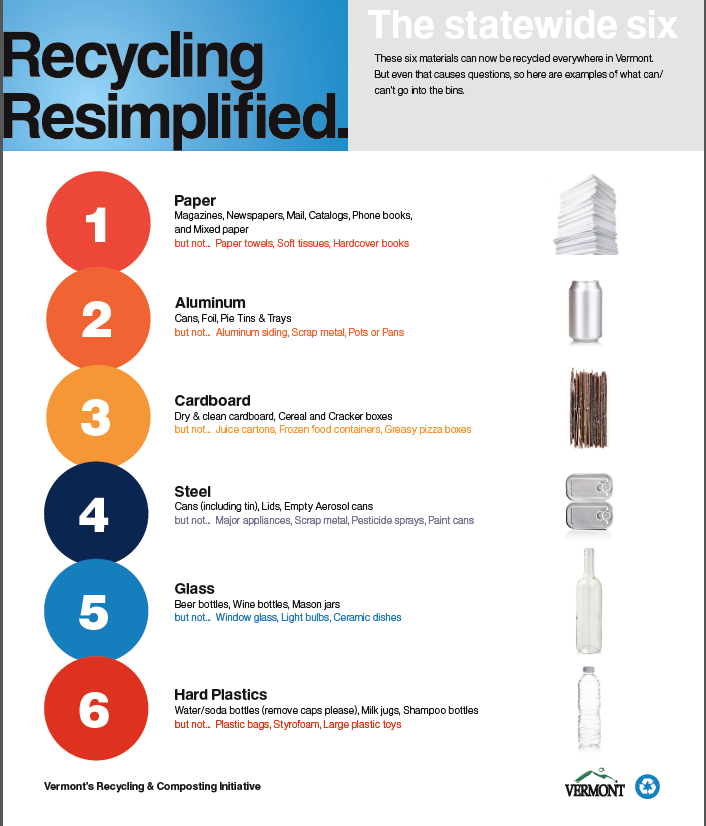 Recycling
Resimplified.
The statewide six
These six materials can now be recycled everywhere in Vermont.
But even that causes questions, so here are examples of what can/
can't go into the bins.
1
Paper
Magazines, Newspapers, Mail, Catalogs, Phone books,
and Mixed paper
but not... Paper towels, Soft tissues, Hardcover books
2
Aluminum
Cans, Foil, Pie Tins & Trays
but not... Aluminum siding, Scrap metal, Pots or Pans
3
Cardboard
Dry & clean cardboard, Cereal and Cracker boxes
but not... Juice cartons, Frozen food containers, Greasy pizza boxes
4
Steel
Cans (including tin), Lids, Empty Aerosol cans
but not... Major appliances, Scrap metal, Pesticide sprays, Paint cans
5
Glass
Beer bottles, Wine bottles, Mason jars
but not... Window glass, Light bulbs, Ceramic dishes
6
Hard Plastics
Water/soda bottles (remove caps please), Milk jugs, Shampoo bottles
but not... Plastic bags, Styrofoam, Large plastic toys
Vermont's Recycling & Composting Initiative
VERMONT